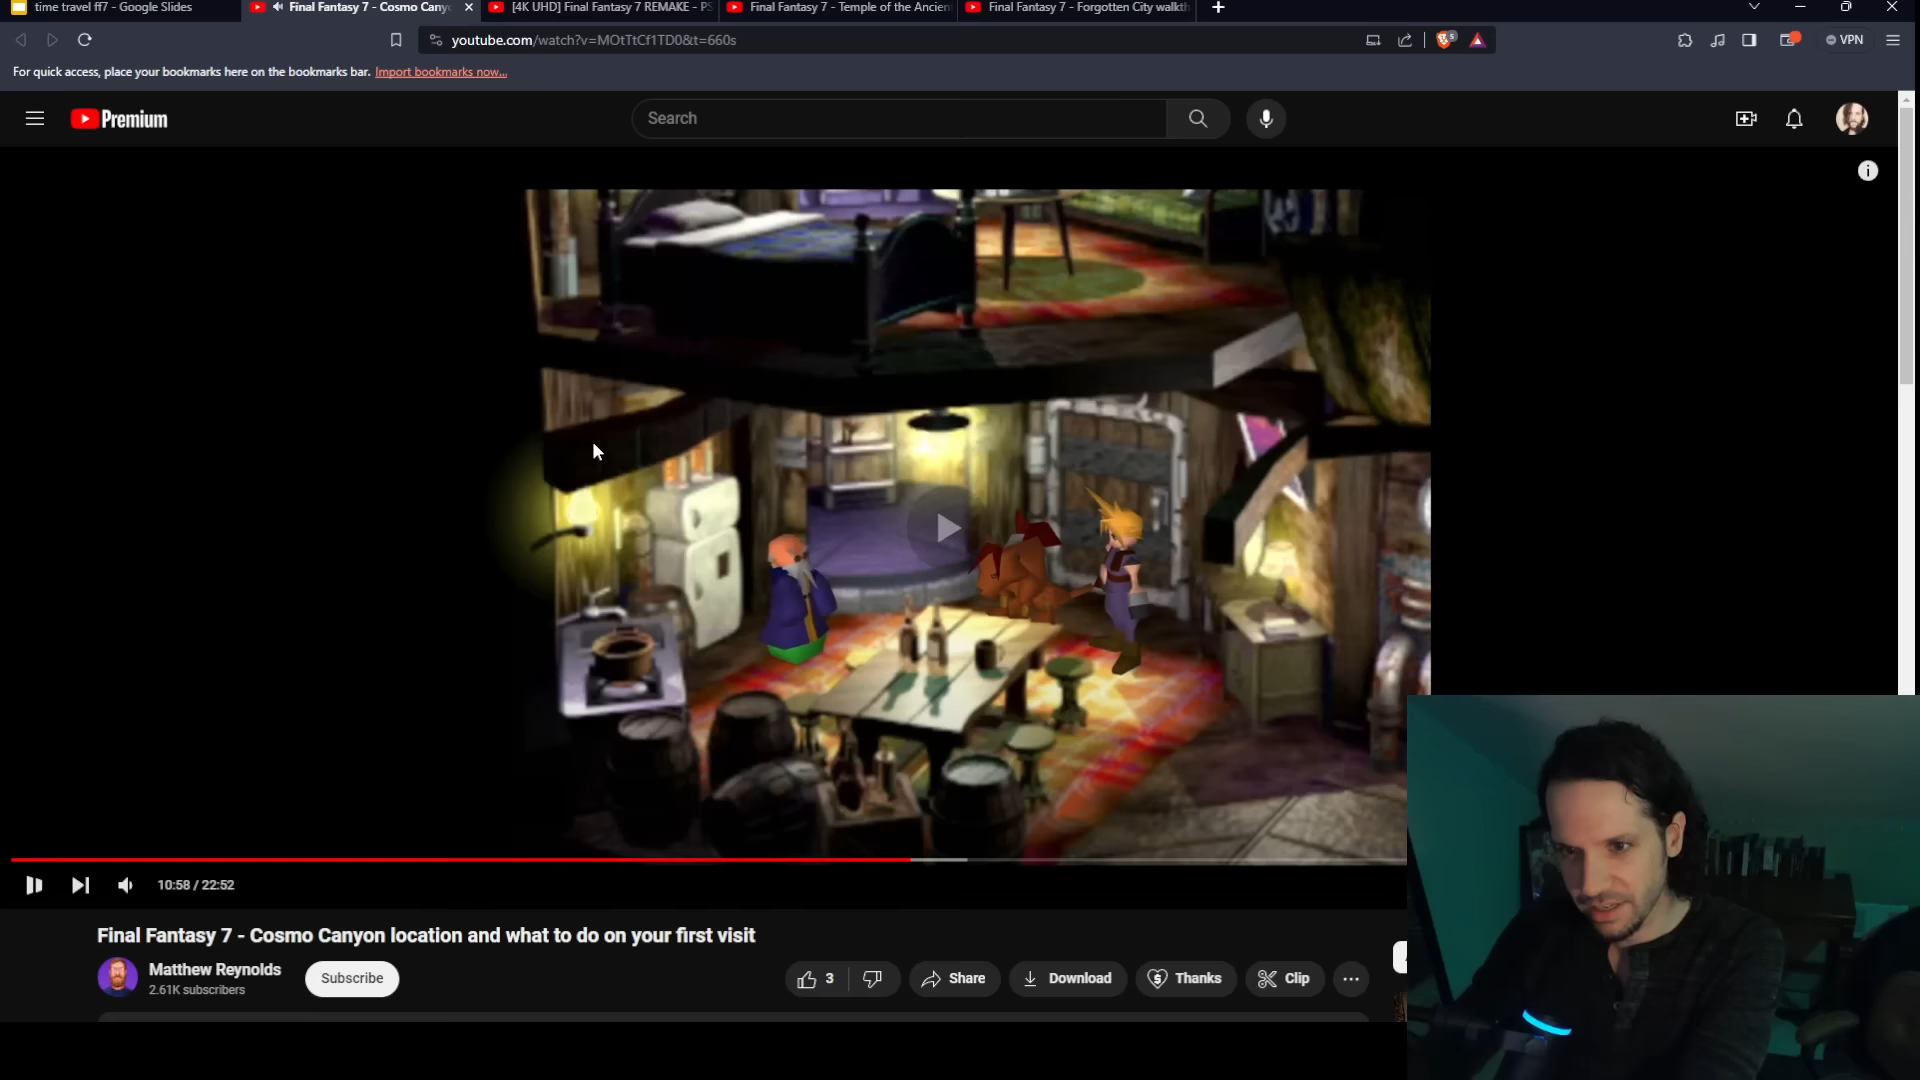 time travel ff7 - Google Slides
Final Fantasy 7 - Cosmo Cany
[4K UHD] Final Fantasy 7 REMAKE - PS
Final Fantasy 7 - Temple of the Ancien
Final Fantasy 7 - Forgotten City walkth
youtube.com/watch?v=MOtTtCf1TD0&t=660s
5
VPN
For quick access, place your bookmarks here on the bookmarks bar. Import bookmarks now...
Premium
Search
10:58 / 22:52
Final Fantasy 7 - Cosmo Canyon location and what to do on your first visit
Matthew Reynolds
2.61K subscribers
Subscribe
3
Share
Download
Thanks
Clip